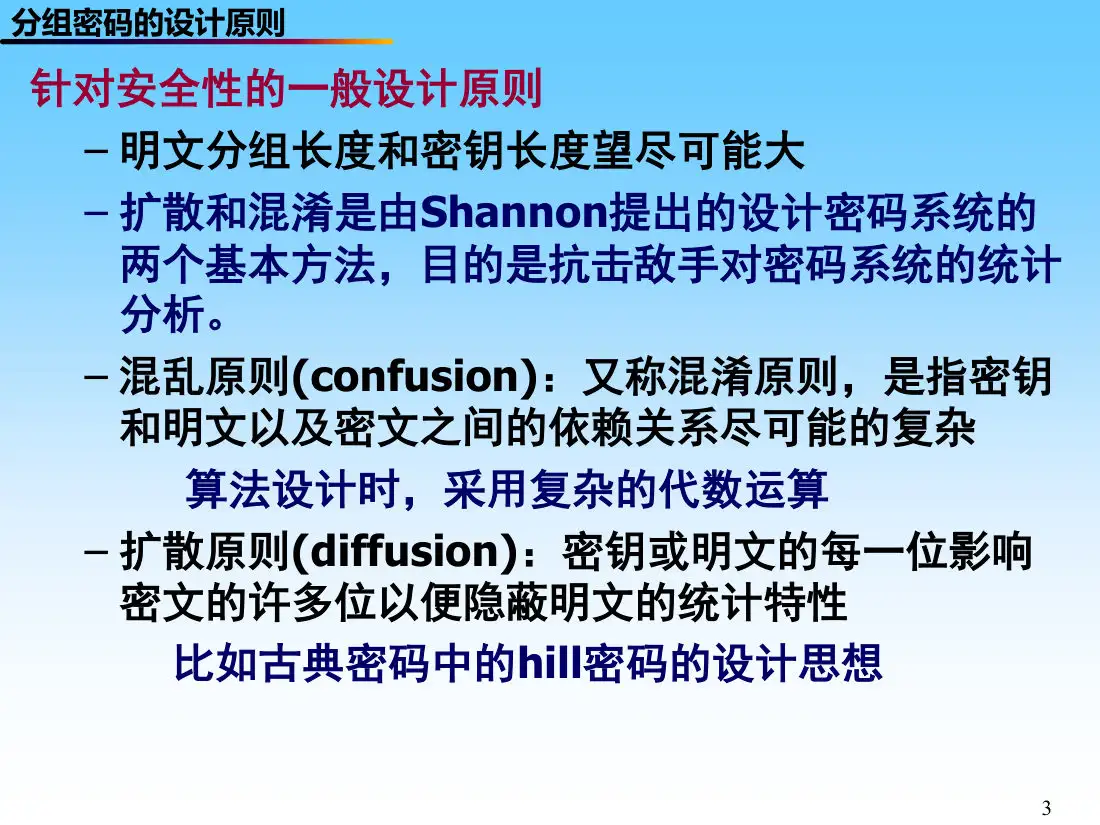 分组密码的设计原则
针对安全性的一般设计原则
– 明文分组长度和密钥长度望尽可能大
– 扩散和混淆是由Shannon提出的设计密码系统的
两个基本方法，目的是抗击敌手对密码系统的统计
分析。
– 混乱原则(confusion)：又称混淆原则，是指密钥
和明文以及密文之间的依赖关系尽可能的复杂
算法设计时，采用复杂的代数运算
– 扩散原则(diffusion)：密钥或明文的每一位影响
密文的许多位以便隐蔽明文的统计特性
比如古典密码中的hill密码的设计思想
3